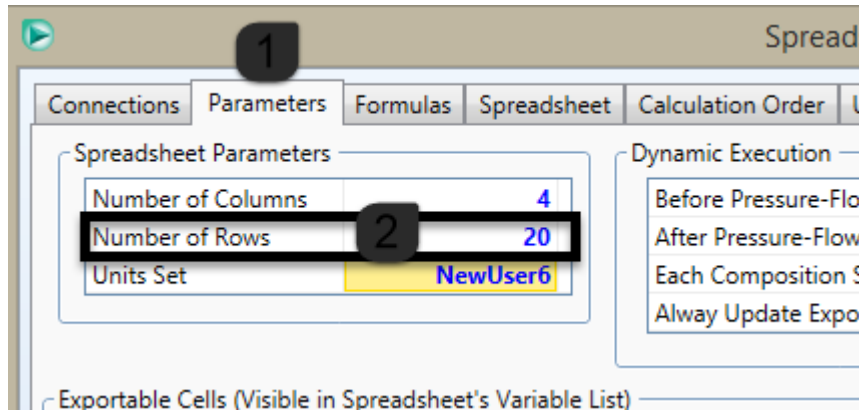 Spread
1
Connections Parameters Formulas Spreadsheet Calculation Order
Spreadsheet Parameters
Number of Columns 4
Number of Rows 2 20
Units Set NewUser6
Dynamic Execution
Before Pressure-Flo
After Pressure-Flow
Each Composition S
Alway Update Expo
Exportable Cells (Visible in Spreadsheet's Variable List)